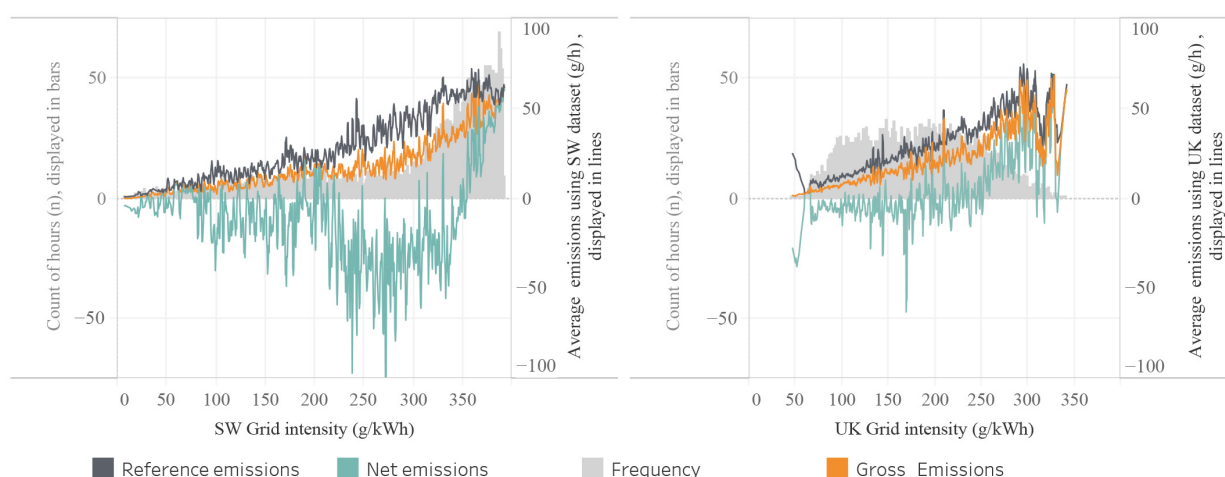 Count of hours (n), displayed in bars
50
0
−50
100
50
0
−50
−100
Average emissions using SW dataset (g/h) ,
displayed in lines
0 50 100 150 200 250 300 350
SW Grid intensity (g/kWh)
Count of hours (n), displayed in bars
50
0
−50
100
50
0
−50
−100
Average emissions using UK dataset (g/h) ,
displayed in lines
0 50 100 150 200 250 300 350
UK Grid intensity (g/kWh)
Reference emissions Net emissions Frequency Gross Emissions